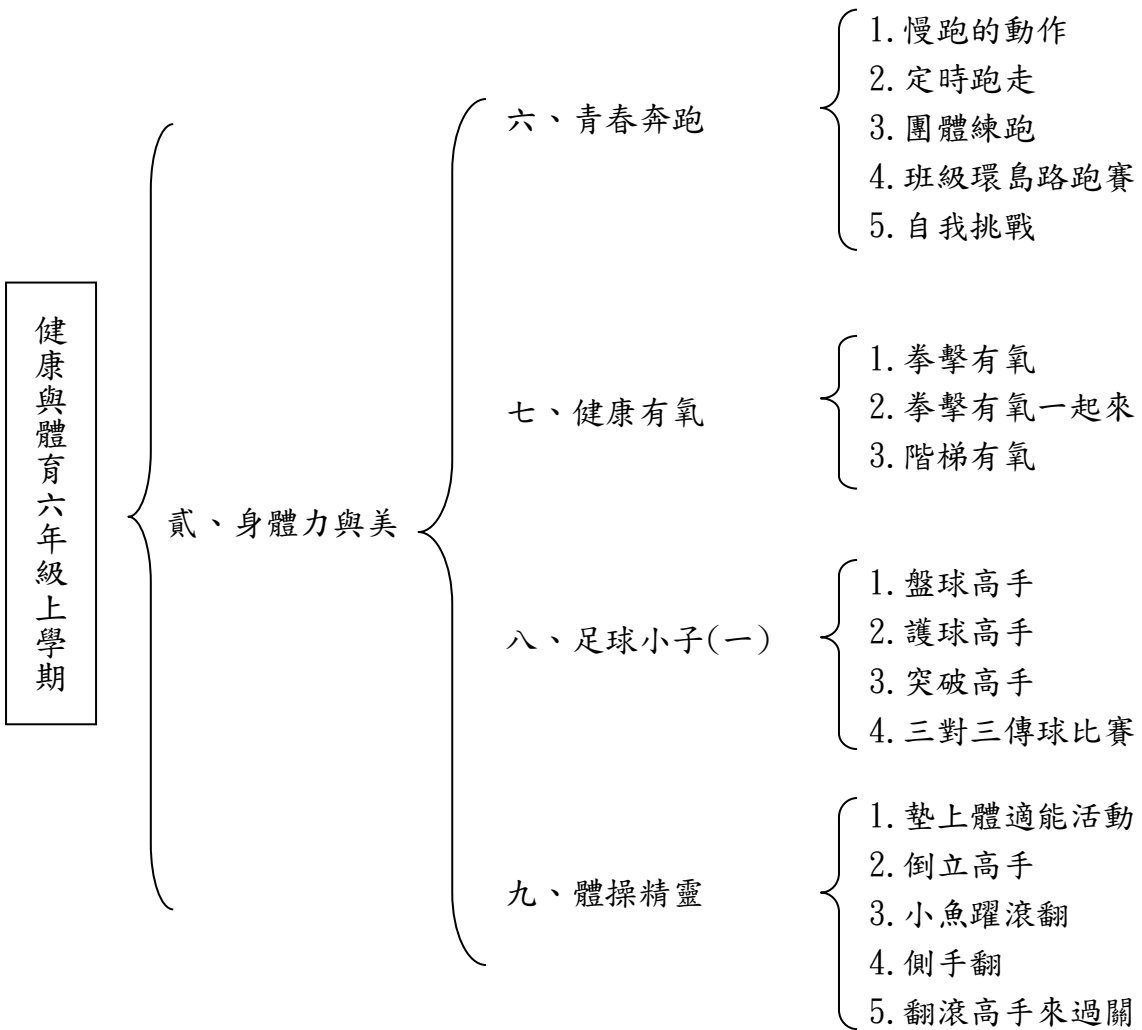 健康與體育六年級上學期
貳、身體力與美
六、青春奔跑
1.慢跑的動作
2.定時跑走
3.團體練跑
4.班級環島路跑賽
5.自我挑戰
七、健康有氧
1.拳擊有氧
2.拳擊有氧一起來
3.階梯有氧
八、足球小子(一)
1.盤球高手
2.護球高手
3.突破高手
4.三對三傳球比賽
九、體操精靈
1.墊上體適能活動
2.倒立高手
3.小魚躍滾翻
4.側手翻
5.翻滾高手來過關